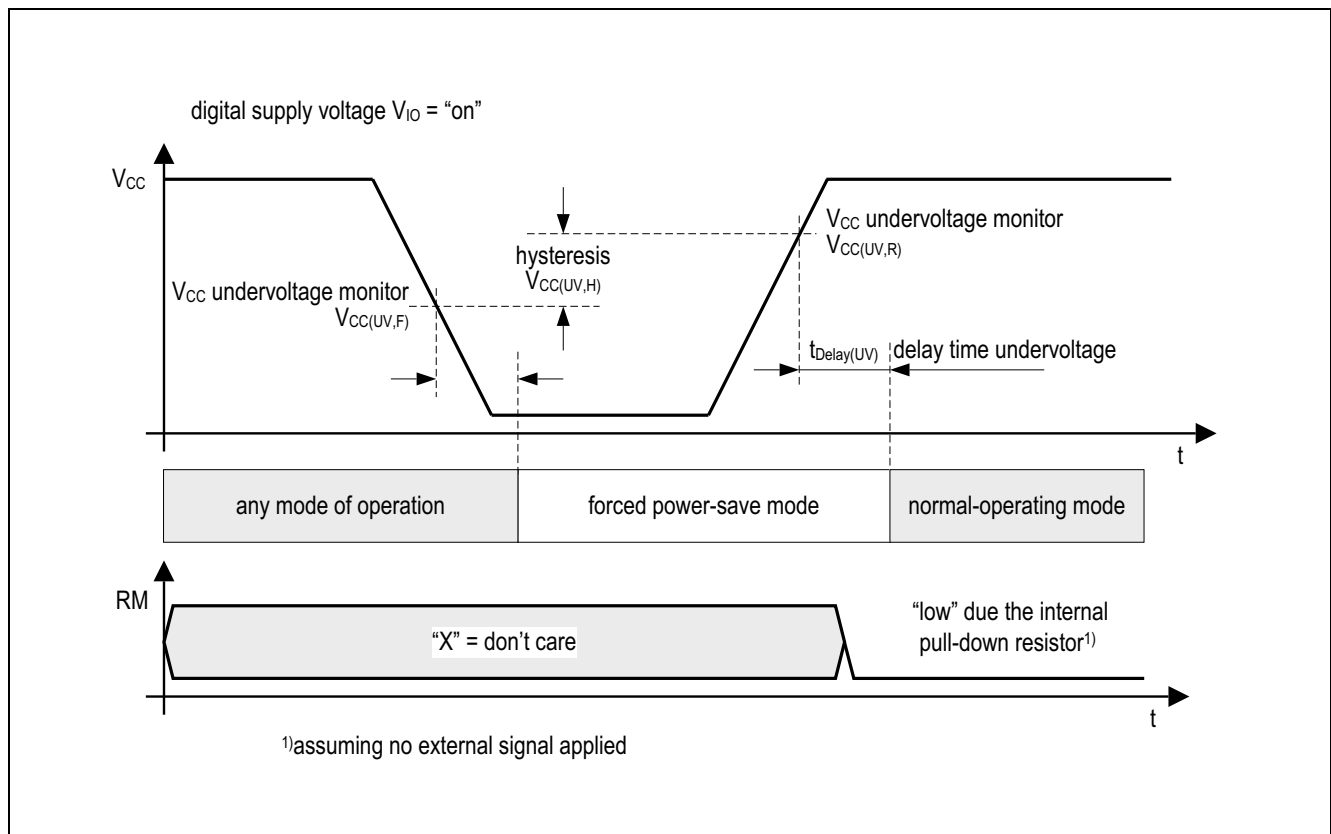 digital supply voltage VIO = “on”
VCC
VCC undervoltage monitor
VCC(UV,F)
hysteresis
VCC(UV,H)
VCC undervoltage monitor
VCC(UV,R)
tDelay(UV) delay time undervoltage
t
any mode of operation
forced power-save mode
normal-operating mode
RM
“X” = don’t care
“low” due the internal
pull-down resistor1)
t
1)assuming no external signal applied